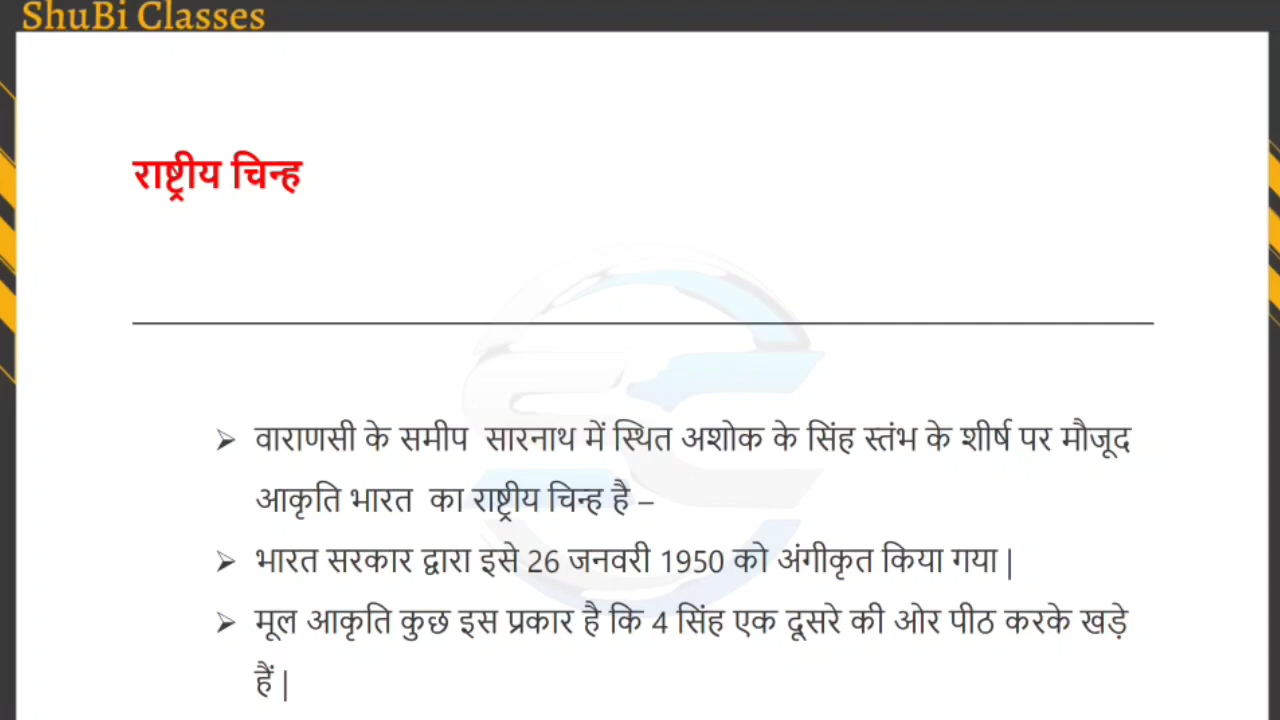 ShuBi Classes
राष्ट्रीय चिन्ह
➢ वाराणसी के समीप सारनाथ में स्थित अशोक के सिंह स्तंभ के शीर्ष पर मौजूद
आकृति भारत का राष्ट्रीय चिन्ह है –
➢ भारत सरकार द्वारा इसे 26 जनवरी 1950 को अंगीकृत किया गया |
➢ मूल आकृति कुछ इस प्रकार है कि 4 सिंह एक दूसरे की ओर पीठ करके खड़े
हैं |